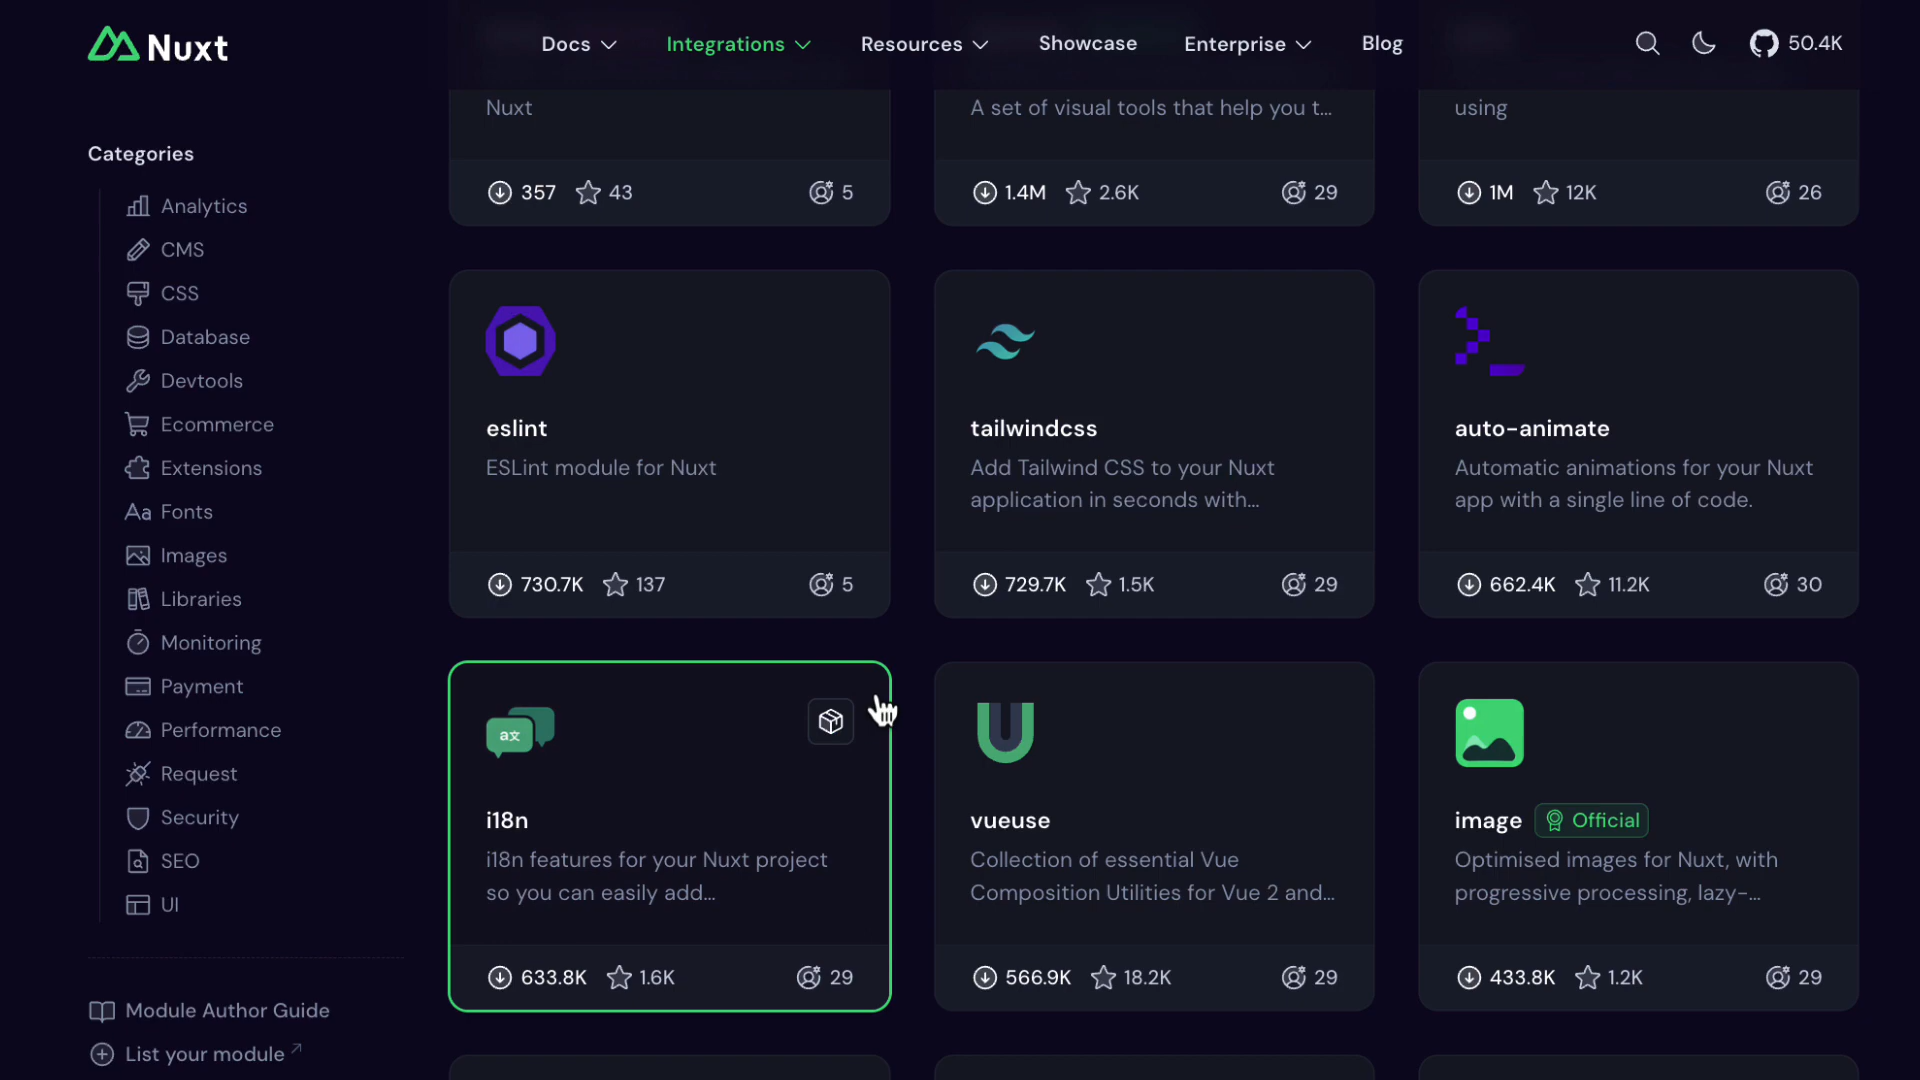 Nuxt
Docs
Integrations
Resources
Showcase
Enterprise
Blog
50.4K
Categories
Analytics
CMS
CSS
Database
Devtools
Ecommerce
Extensions
Aa Fonts
Images
Libraries
Monitoring
Payment
Performance
Request
Security
SEO
UI
Module Author Guide
List your module
Nuxt
357 43 5
A set of visual tools that help you t...
1.4M 2.6K 29
using
1M 12K 26
eslint
ESLint module for Nuxt
730.7K 137 5
tailwindcss
Add Tailwind CSS to your Nuxt
application in seconds with...
729.7K 1.5K 29
auto-animate
Automatic animations for your Nuxt
app with a single line of code.
662.4K 11.2K 30
a文
i18n
i18n features for your Nuxt project
so you can easily add...
633.8K 1.6K 29
vueuse
Collection of essential Vue
Composition Utilities for Vue 2 and...
566.9K 18.2K 29
image Official
Optimised images for Nuxt, with
progressive processing, lazy-...
433.8K 1.2K 29